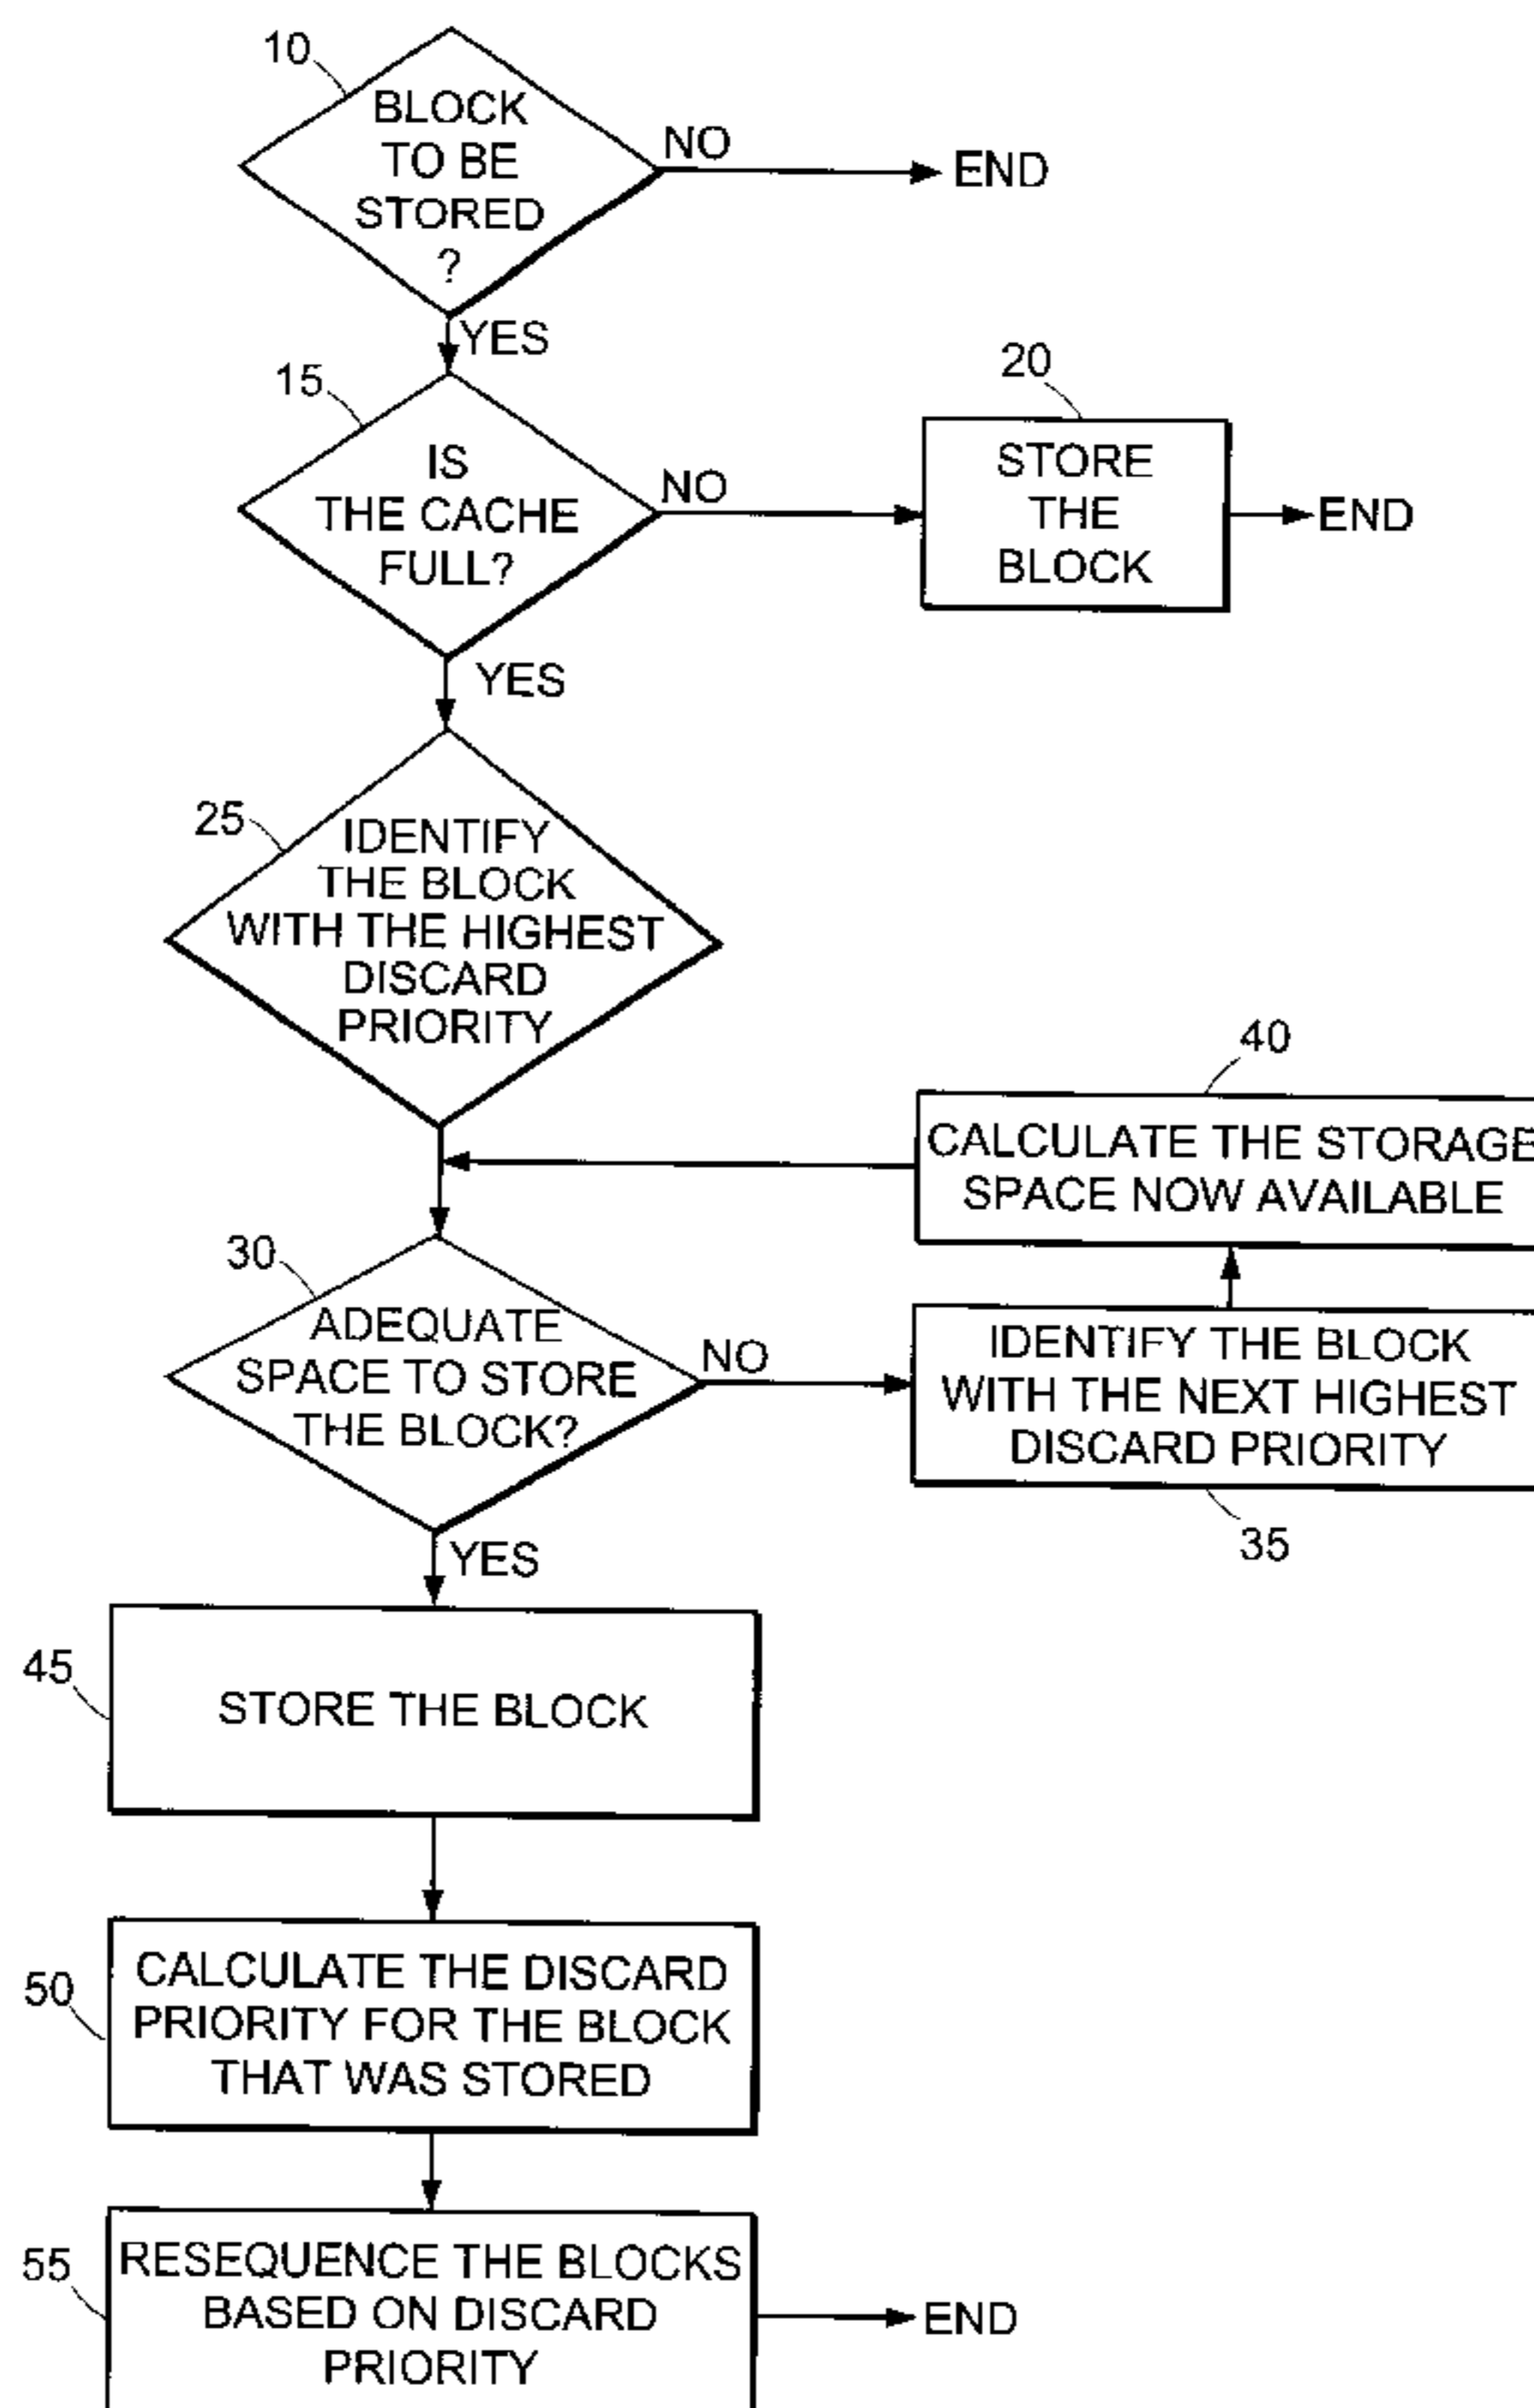 10
BLOCK
TO BE
STORED
?
NO
END
YES
15
IS
THE CACHE
FULL?
NO
20
STORE
THE
BLOCK
END
YES
25
IDENTIFY
THE BLOCK
WITH THE HIGHEST
DISCARD
PRIORITY
40
CALCULATE THE STORAGE
SPACE NOW AVAILABLE
30
ADEQUATE
SPACE TO STORE
THE BLOCK?
NO
IDENTIFY THE BLOCK
WITH THE NEXT HIGHEST
DISCARD PRIORITY
35
YES
45
STORE THE BLOCK
50
CALCULATE THE DISCARD
PRIORITY FOR THE BLOCK
THAT WAS STORED
55
RESEQUENCE THE BLOCKS
BASED ON DISCARD
PRIORITY
END